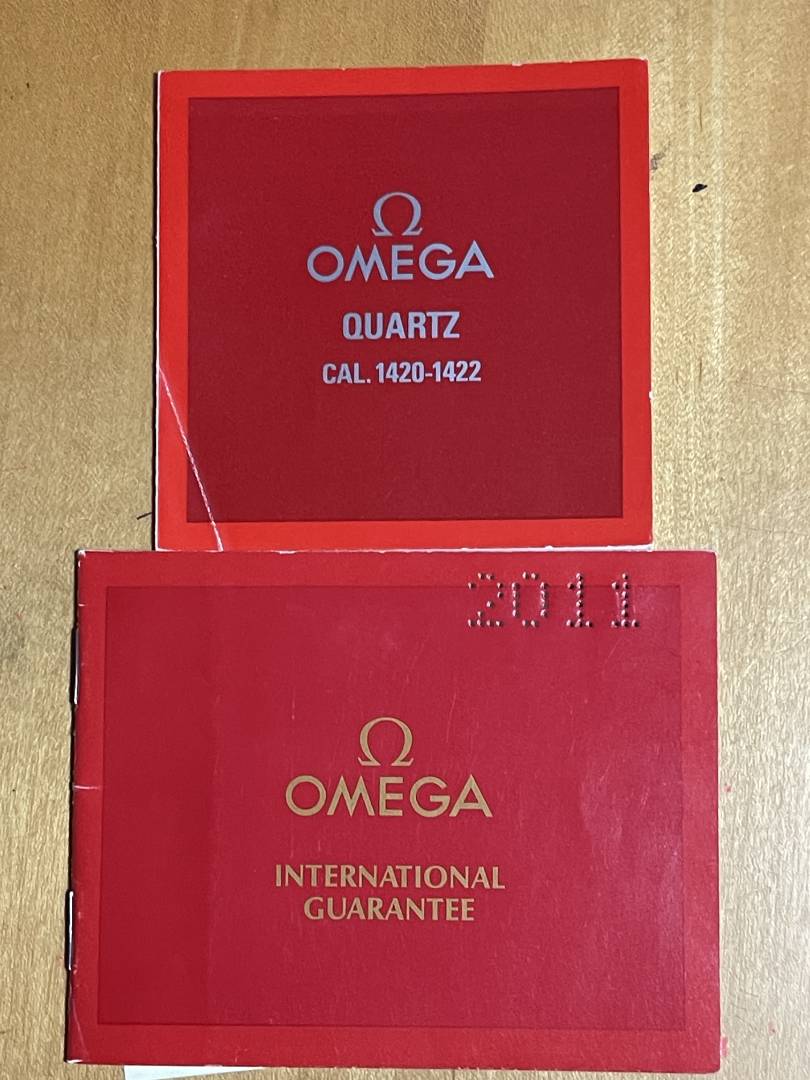 Ω
OMEGA
QUARTZ
CAL. 1420-1422
2011
Ω
OMEGA
INTERNATIONAL
GUARANTEE